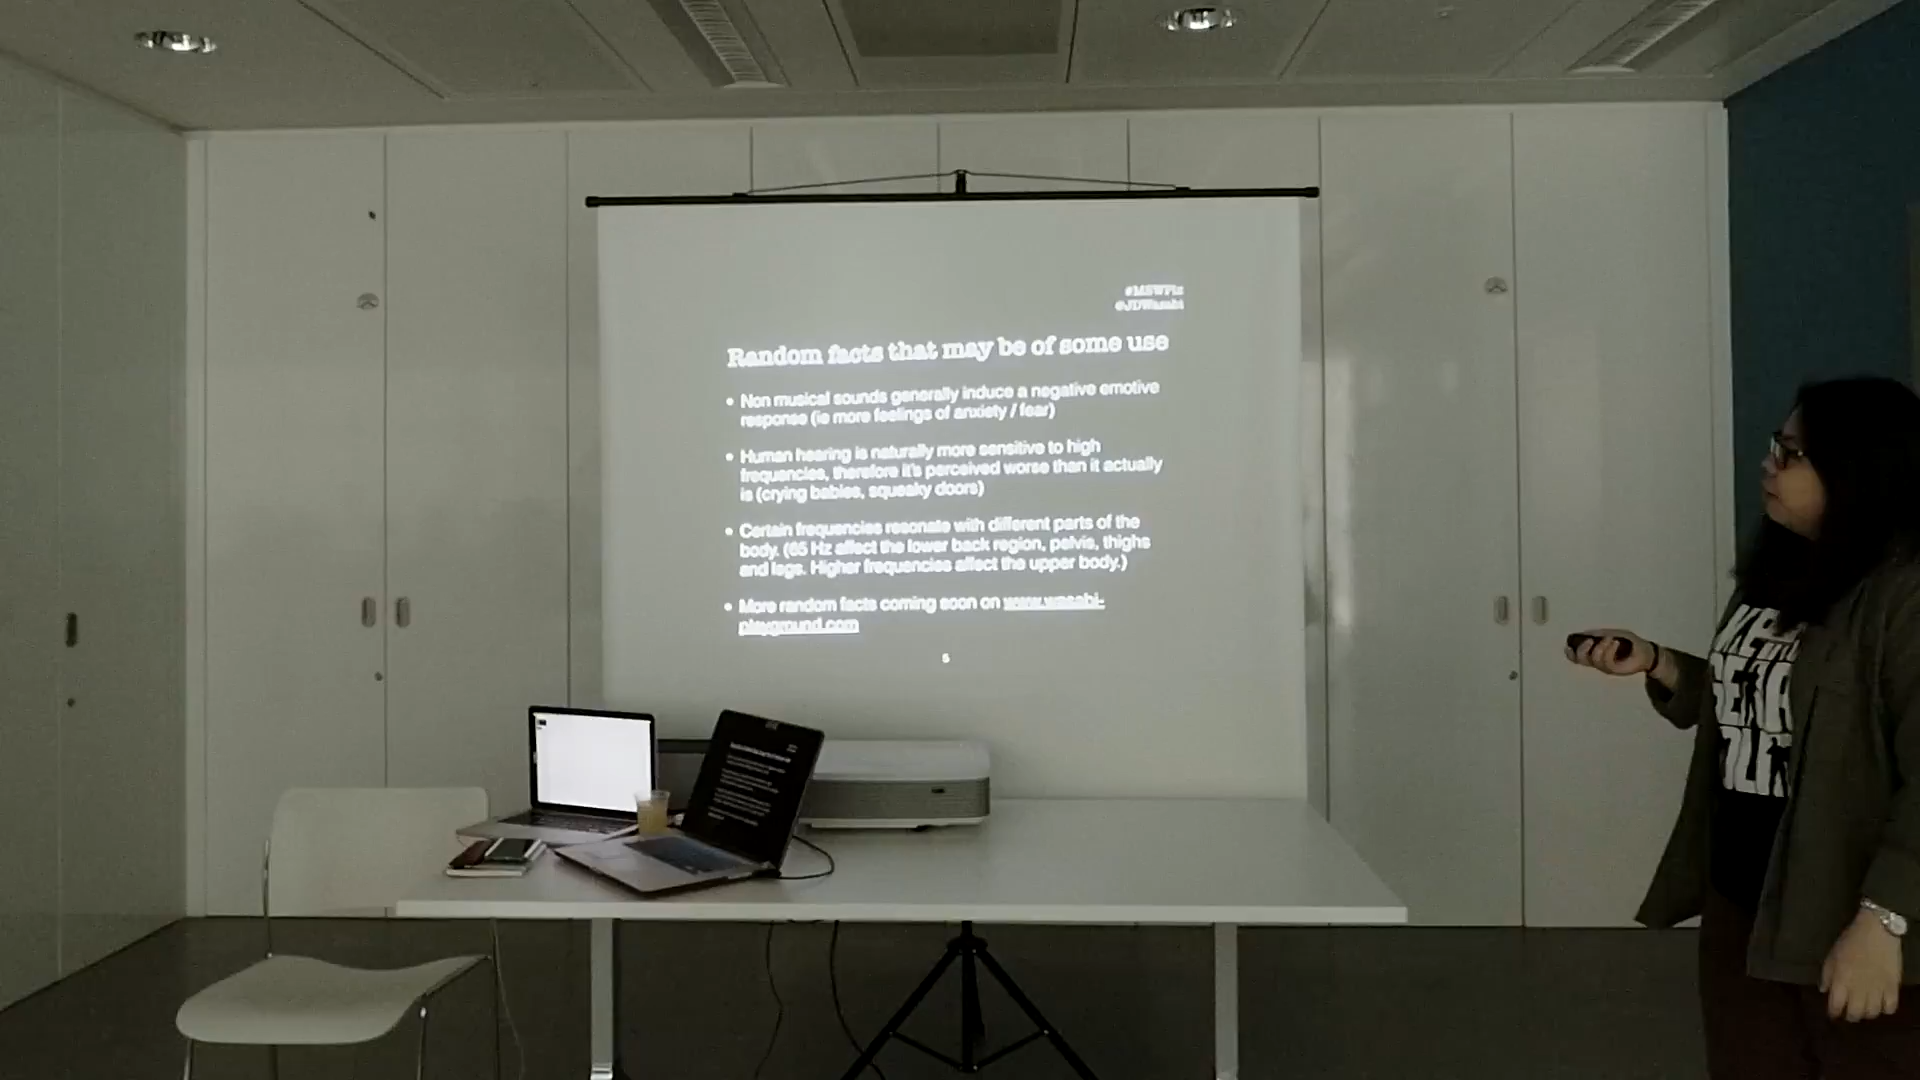 #MSWPlz
@JDWasabi
Random facts that may be of some use
• Non musical sounds generally induce a negative emotive
response (ie more feelings of anxiety / fear)
• Human hearing is naturally more sensitive to high
frequencies, therefore it's perceived worse than it actually
is (crying babies, squeaky doors)
• Certain frequencies resonate with different parts of the
body. (65 Hz affect the lower back region, pelvis, thighs
and legs. Higher frequencies affect the upper body.)
• More random facts coming soon on www.wasabi-
playground.com
5